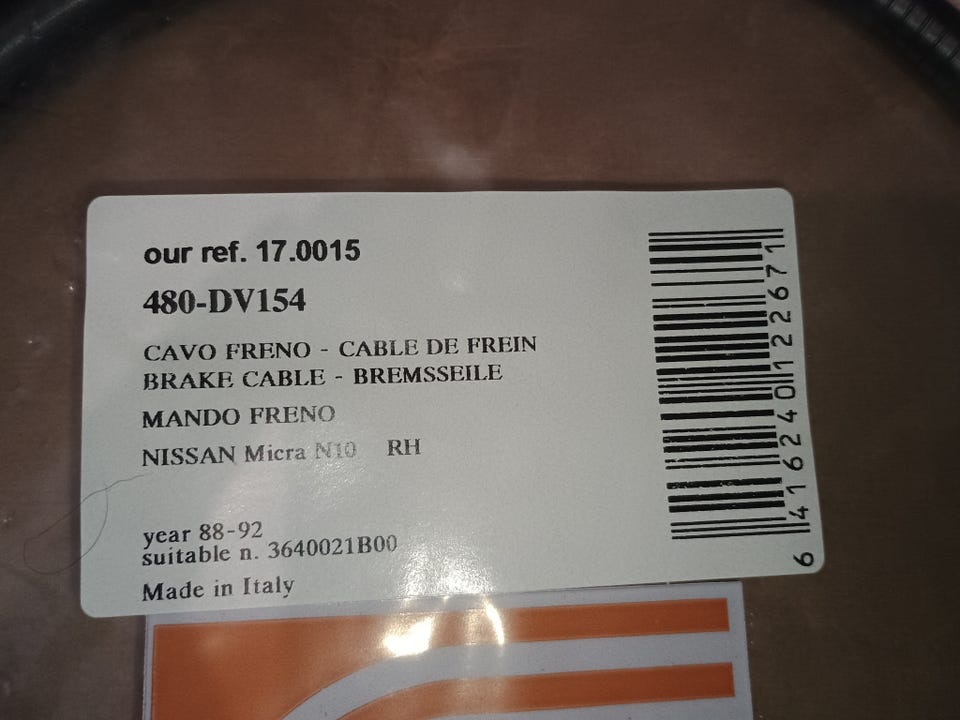 our ref. 17.0015
480-DV154
CAVO FRENO - CABLE DE FREIN
BRAKE CABLE - BREMSSEILE
MANDO FRENO
NISSAN Micra N10 RH
year 88-92
suitable n. 3640021B00
Made in Italy
6 416240 122671